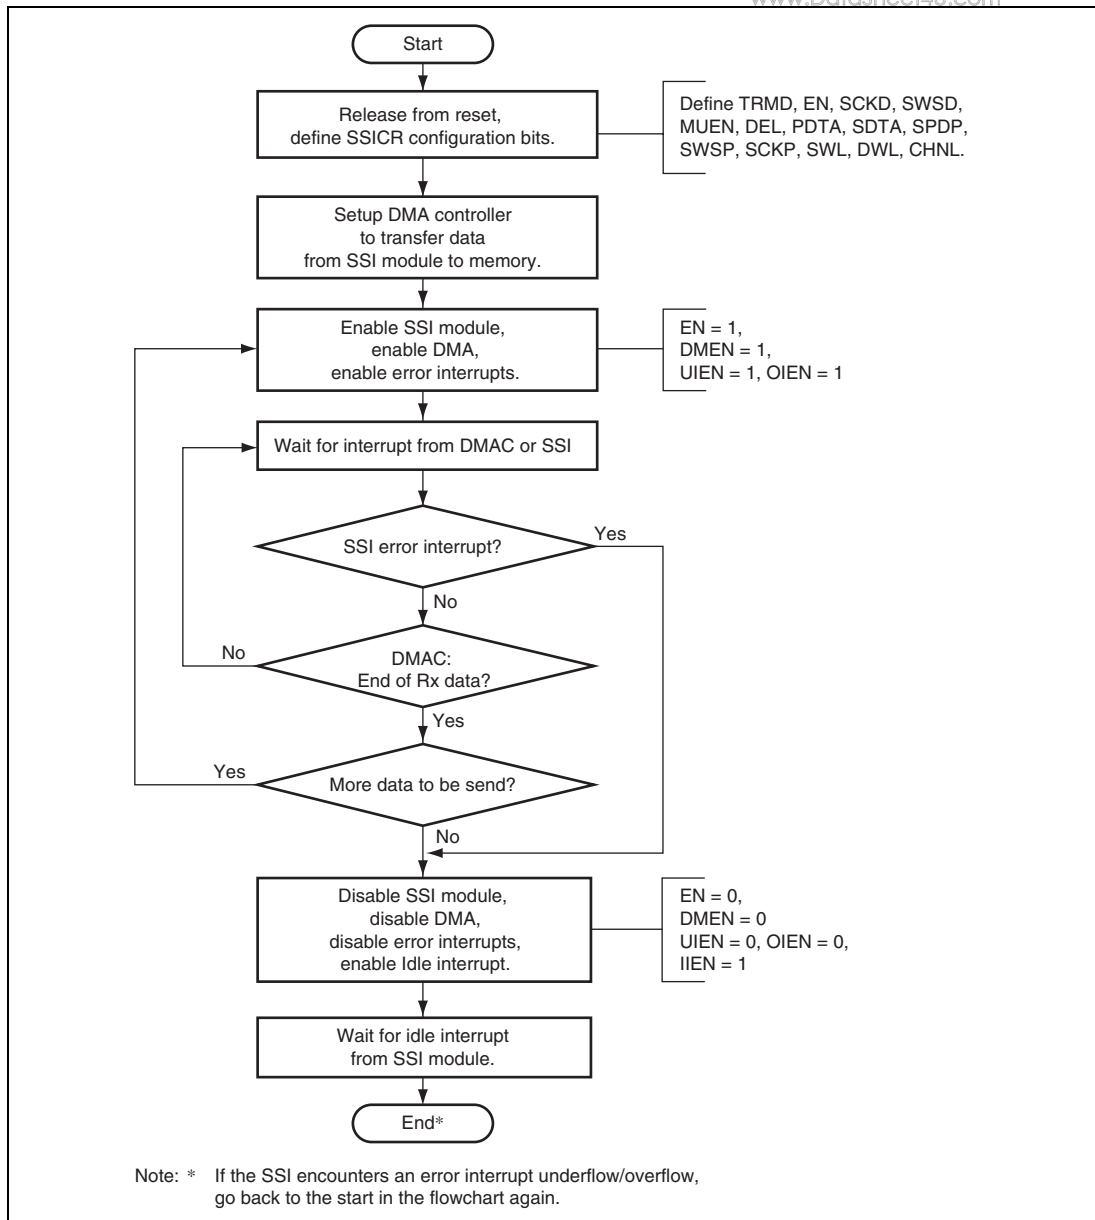 www.DataSheet4U.com
Start
Release from reset,
define SSICR configuration bits.
Define TRMD, EN, SCKD, SWSD,
MUEN, DEL, PDTA, SDTA, SPDP,
SWSP, SCKP, SWL, DWL, CHNL.
Setup DMA controller
to transfer data
from SSI module to memory.
Enable SSI module,
enable DMA,
enable error interrupts.
EN = 1,
DMEN = 1,
UIEN = 1, OIEN = 1
Wait for interrupt from DMAC or SSI
SSI error interrupt?
Yes
No
DMAC:
End of Rx data?
No
Yes
More data to be send?
Yes
No
Disable SSI module,
disable DMA,
disable error interrupts,
enable Idle interrupt.
EN = 0,
DMEN = 0
UIEN = 0, OIEN = 0,
IIEN = 1
Wait for idle interrupt
from SSI module.
End*
Note: * If the SSI encounters an error interrupt underflow/overflow,
go back to the start in the flowchart again.